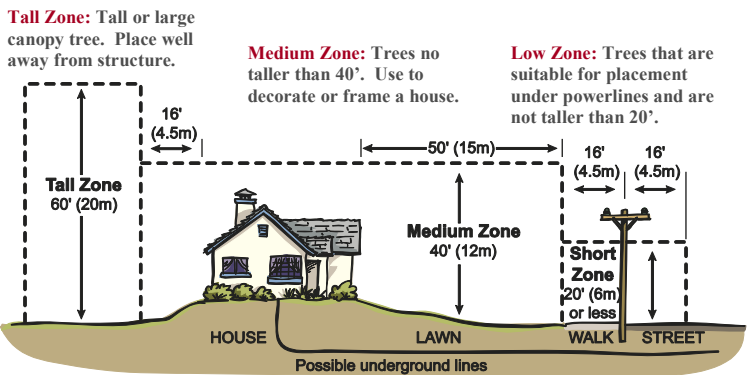 Tall Zone: Tall or large
canopy tree.  Place well
away from structure.
Medium Zone: Trees no
taller than 40’.  Use to
decorate or frame a house.
Low Zone: Trees that are
suitable for placement
under powerlines and are
not taller than 20’.
16'
(4.5m)
50' (15m)
16'
(4.5m)
16'
(4.5m)
Tall Zone
60' (20m)
Medium Zone
40' (12m)
Short
Zone
20' (6m)
or less
HOUSE
LAWN
WALK
STREET
Possible underground lines